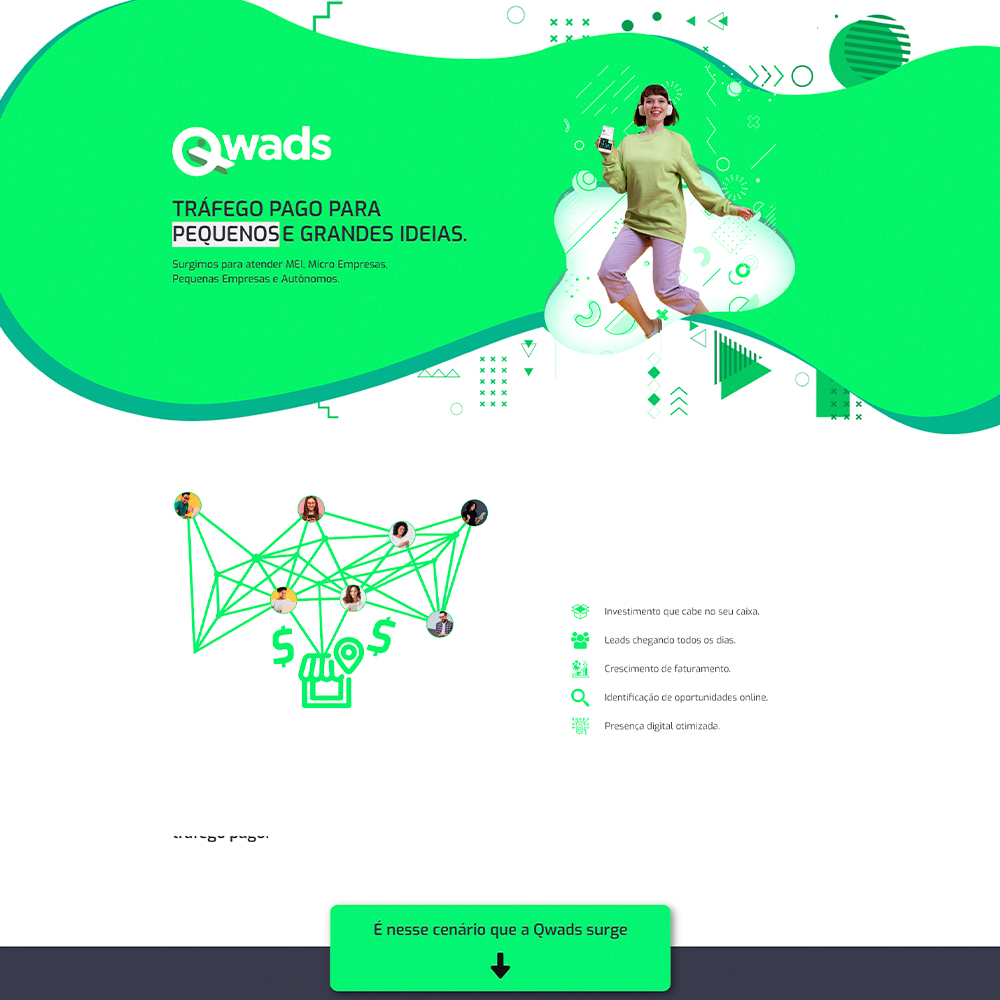 Qwads
TRÁFEGO PAGO PARA
PEQUENOS E GRANDES IDEIAS.
Surgimos para atender MEI, Micro Empresas,
Pequenas Empresas e Autônomos.
$
$
Investimento que cabe no seu caixa.
Leads chegando todos os dias.
Crescimento de faturamento.
Identificação de oportunidades online.
Presença digital otimizada.
tráfego pago.
É nesse cenário que a Qwads surge